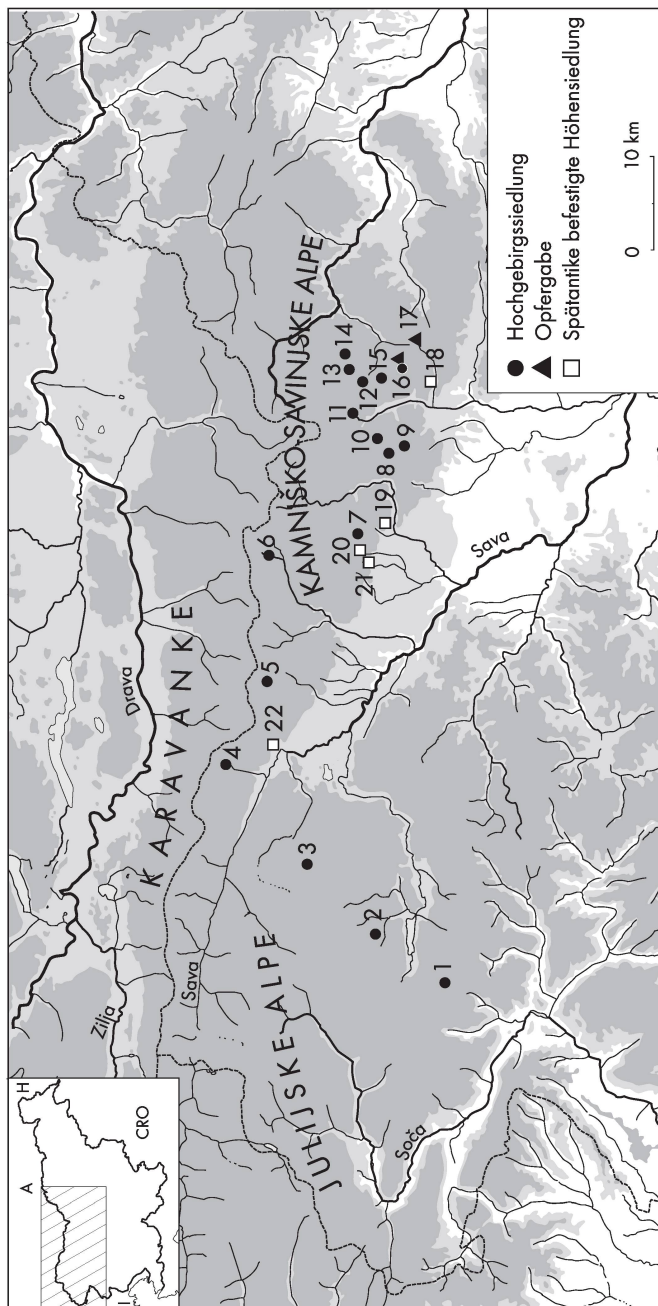 A
H
I
CRO
Zilja
Drava
KARAVANKE
Sava
JULIJSKE ALPE
Soča
KAMNIŠKO SAVINJSKE ALPE
Sava
1
2
3
4
5
6
7
8
9
10
11
12
13
14
15
16
17
18
19
20
21
22
Hochgebirgssiedlung
Opfergabe
Spätantike befestigte Höhensiedlung
0 10 km